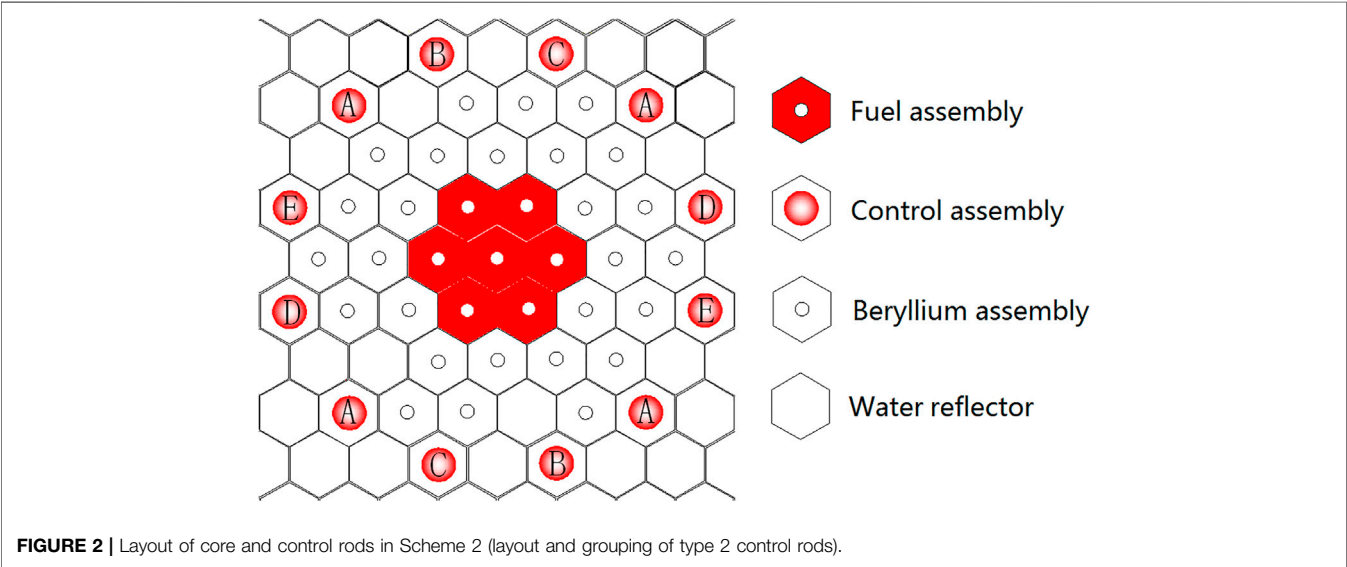 B C
A A
Fuel assembly
E D
Control assembly
D E
Beryllium assembly
A A
Water reflector
C B
FIGURE 2 | Layout of core and control rods in Scheme 2 (layout and grouping of type 2 control rods).